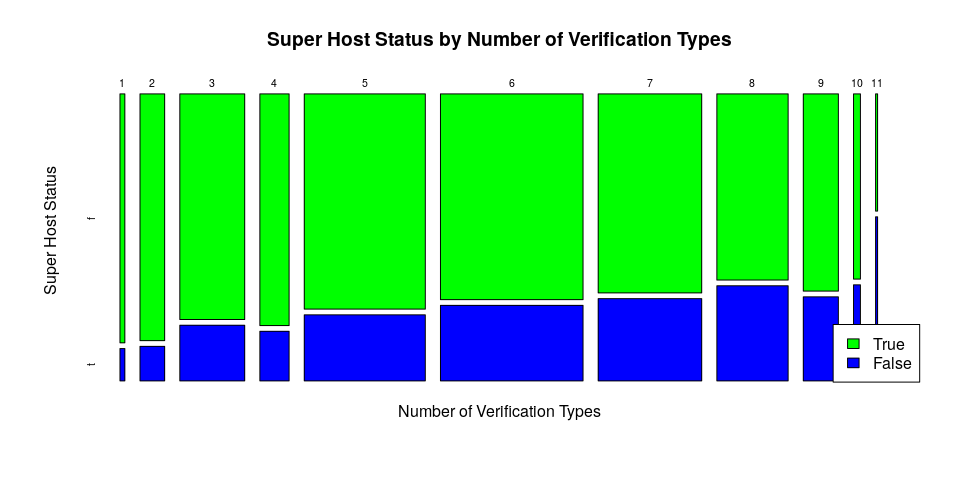 Super Host Status by Number of Verification Types
1 2 3 4 5 6 7 8 9 10 11
Super Host Status
f
t
True
False
Number of Verification Types